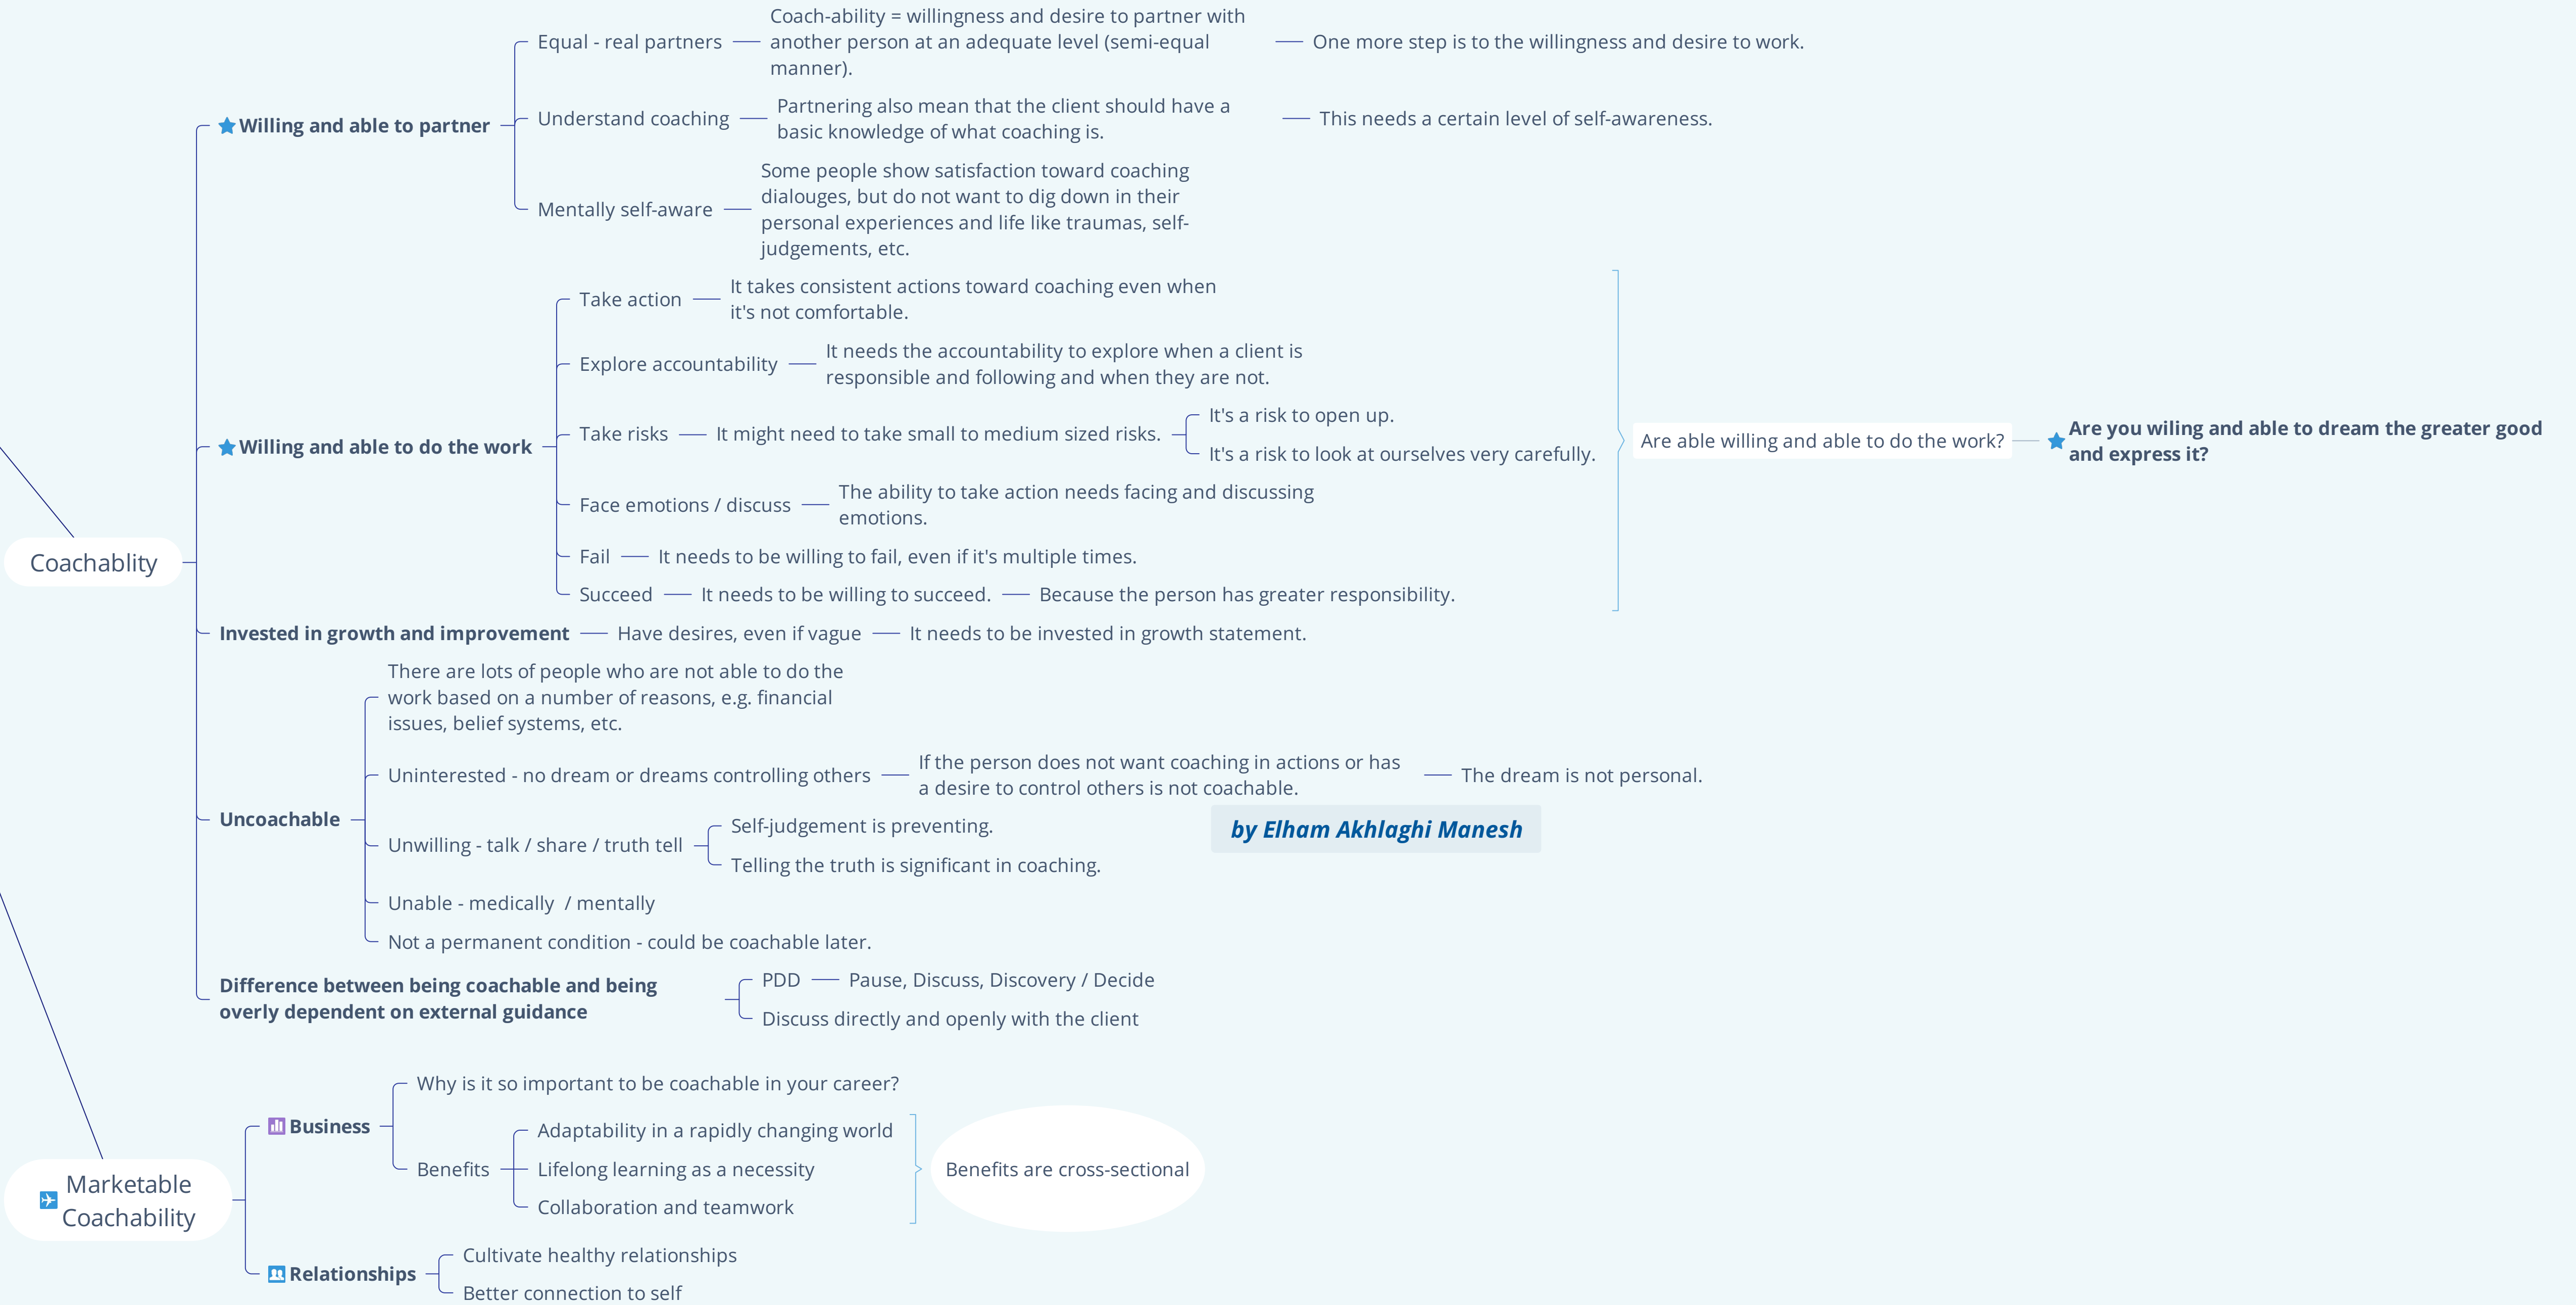 Coach-ability = willingness and desire to partner with
Equal - real partners
another person at an adequate level (semi-equal
manner).
One more step is to the willingness and desire to work.
Willing and able to partner
Understand coaching
Partnering also mean that the client should have a
basic knowledge of what coaching is.
This needs a certain level of self-awareness.
Mentally self-aware
Some people show satisfaction toward coaching
dialouges, but do not want to dig down in their
personal experiences and life like traumas, self-
judgements, etc.
Take action
It takes consistent actions toward coaching even when
it's not comfortable.
Explore accountability
It needs the accountability to explore when a client is
responsible and following and when they are not.
Willing and able to do the work
Take risks
It might need to take small to medium sized risks.
It's a risk to open up.
It's a risk to look at ourselves very carefully.
Face emotions / discuss
The ability to take action needs facing and discussing
emotions.
Fail
It needs to be willing to fail, even if it's multiple times.
Succeed
It needs to be willing to succeed.
Because the person has greater responsibility.
Are able willing and able to do the work?
Are you wiling and able to dream the greater good
and express it?
Coachablity
Invested in growth and improvement
Have desires, even if vague
It needs to be invested in growth statement.
Uncoachable
There are lots of people who are not able to do the
work based on a number of reasons, e.g. financial
issues, belief systems, etc.
Uninterested - no dream or dreams controlling others
If the person does not want coaching in actions or has
a desire to control others is not coachable.
The dream is not personal.
Unwilling - talk / share / truth tell
Self-judgement is preventing.
Telling the truth is significant in coaching.
by Elham Akhlaghi Manesh
Unable - medically / mentally
Not a permanent condition - could be coachable later.
Difference between being coachable and being
overly dependent on external guidance
PDD
Pause, Discuss, Discovery / Decide
Discuss directly and openly with the client
Marketable
Coachability
Business
Why is it so important to be coachable in your career?
Benefits
Adaptability in a rapidly changing world
Lifelong learning as a necessity
Collaboration and teamwork
Benefits are cross-sectional
Relationships
Cultivate healthy relationships
Better connection to self